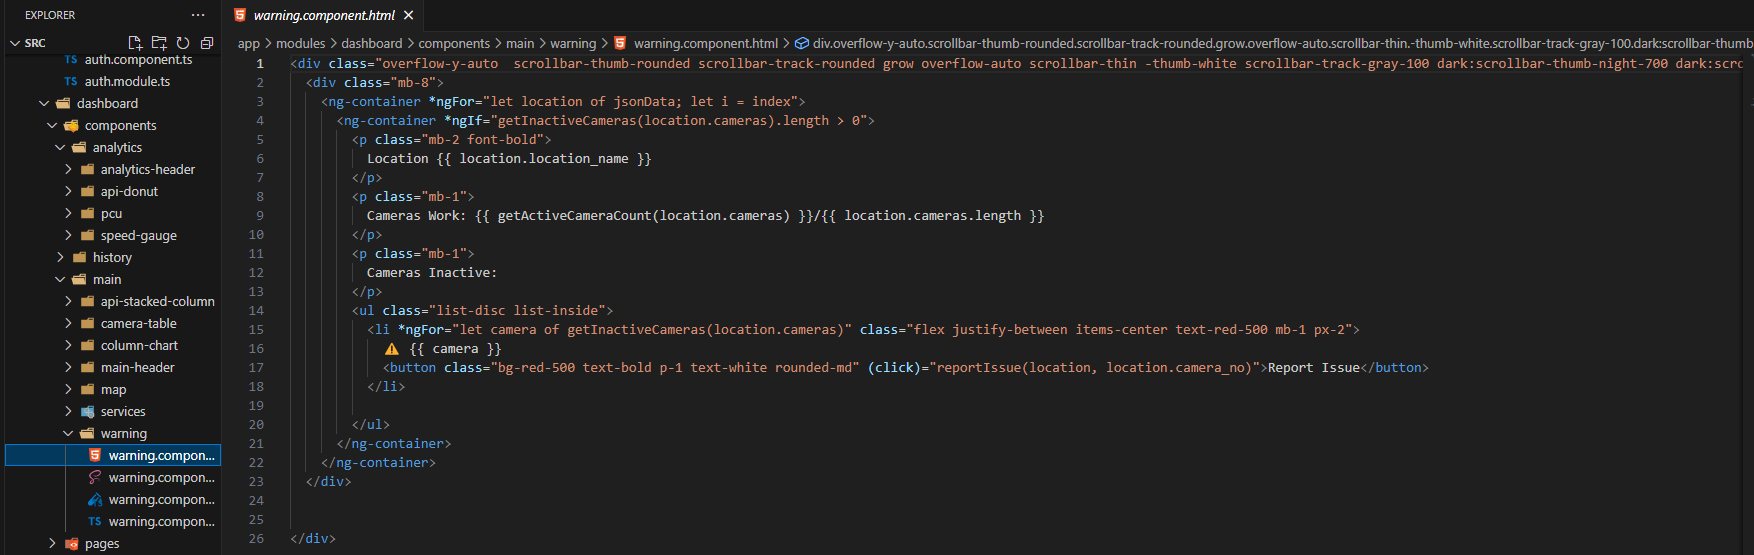 EXPLORER
SRC
auth.component.ts
auth.module.ts
dashboard
components
analytics
analytics-header
api-donut
pcu
speed-gauge
history
main
api-stacked-column
camera-table
column-chart
main-header
map
services
warning
warning.compon...
warning.compon...
warning.compon...
TS warning.compon...
pages
warning.component.html
app > modules > dashboard > components > main > warning > warning.component.html > div.overflow-y-auto.scrollbar-thumb-rounded.scrollbar-track-rounded.grow.overflow-auto.scrollbar-thin.-thumb-white.scrollbar-track-gray-100.dark:scrollbar-thumb
1 <div class="overflow-y-auto  scrollbar-thumb-rounded scrollbar-track-rounded grow overflow-auto scrollbar-thin -thumb-white scrollbar-track-gray-100 dark:scrollbar-thumb-night-700 dark:scro
2 <div class="mb-8">
3 <ng-container *ngFor="let location of jsonData; let i = index">
4 <ng-container *ngIf="getInactiveCameras(location.cameras).length > 0">
5 <p class="mb-2 font-bold">
6 Location {{ location.location_name }}
7 </p>
8 <p class="mb-1">
9 Cameras Work: {{ getActiveCameraCount(location.cameras) }}/{{ location.cameras.length }}
10 </p>
11 <p class="mb-1">
12 Cameras Inactive:
13 </p>
14 <ul class="list-disc list-inside">
15 <li *ngFor="let camera of getInactiveCameras(location.cameras)" class="flex justify-between items-center text-red-500 mb-1 px-2">
16 ⚠️ {{ camera }}
17 <button class="bg-red-500 text-bold p-1 text-white rounded-md" (click)="reportIssue(location, location.camera_no)">Report Issue</button>
18 </li>
19
20 </ul>
21 </ng-container>
22 </ng-container>
23 </div>
24
25
26 </div>